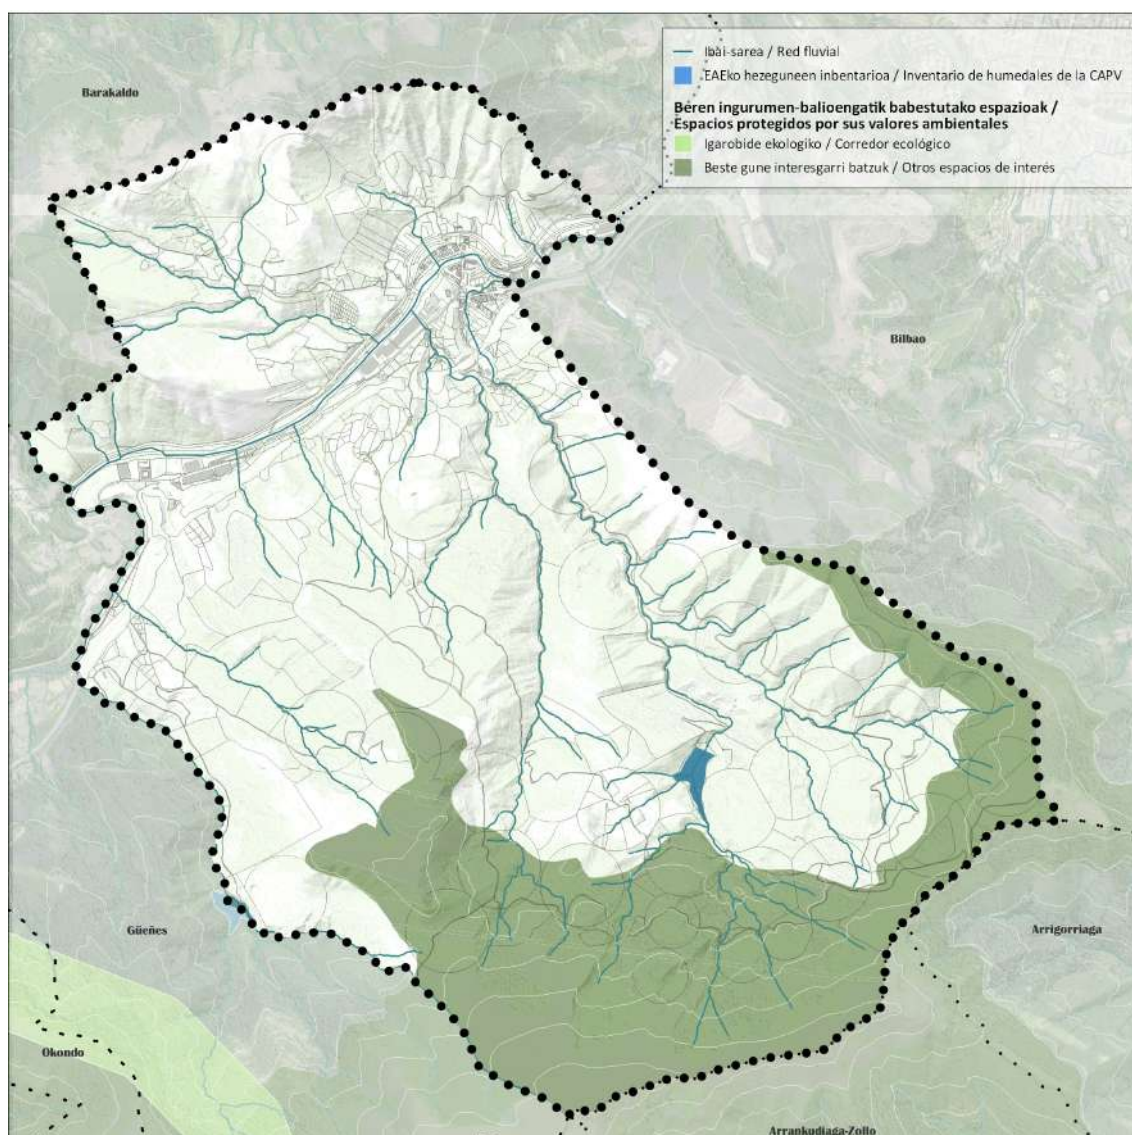 Ibai-sarea / Red fluvial
EAEko hezeguneen inbentarioa / Inventario de humedales de la CAPV
Beren ingurumen-balioengatik babestutako espazioak /
Espacios protegidos por sus valores ambientales
Igarobide ekologiko / Corredor ecológico
Beste gune interesgarri batzuk / Otros espacios de interés
Barakaldo
Bilbao
Güeñes
Arrigorriaga
Okondo
Arrankudiaga-Zollo